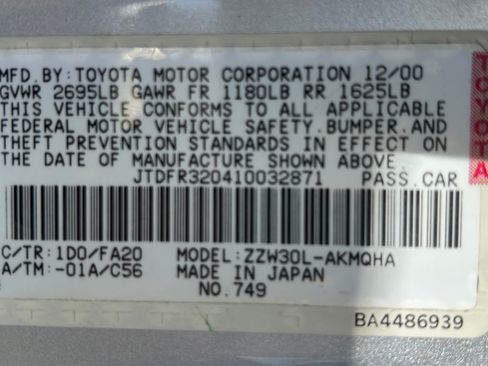 MFD.BY:TOYOTA MOTOR CORPORATION 12/00
GVWR 2695LB GAWR FR 1180LB RR 1625LB
THIS VEHICLE CONFORMS TO ALL APPLICABLE
FEDERAL MOTOR VEHICLE SAFETY.BUMPER.AND
THEFT PREVENTION STANDARDS IN EFFECT ON
THE DATE OF MANUFACTURE SHOWN ABOVE.
JTDFR320410032871 PASS.CAR
C/TR:1D0/FA20 MODEL:ZZW30L-AKMQHA
A/TM:-01A/C56 MADE IN JAPAN
NO.749
BA4486939
TOYOTA